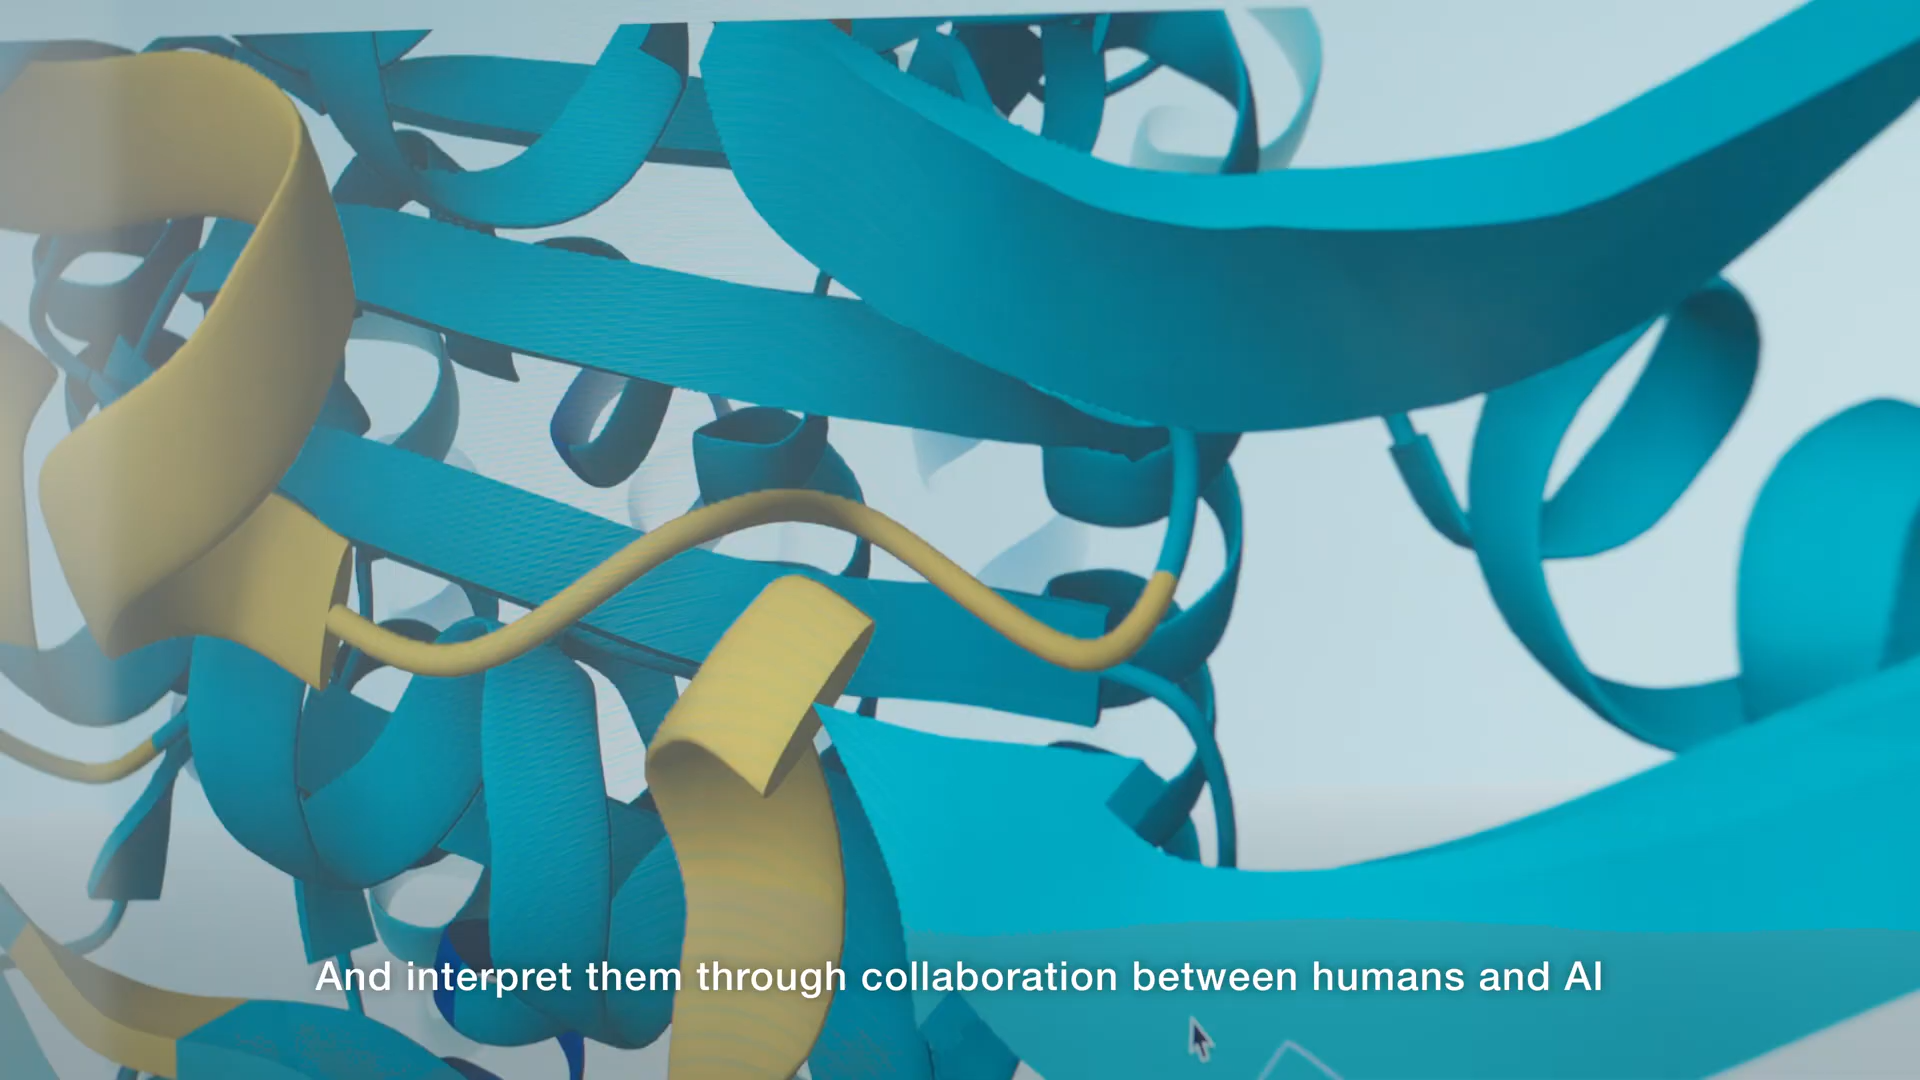 And interpret them through collaboration between humans and AI